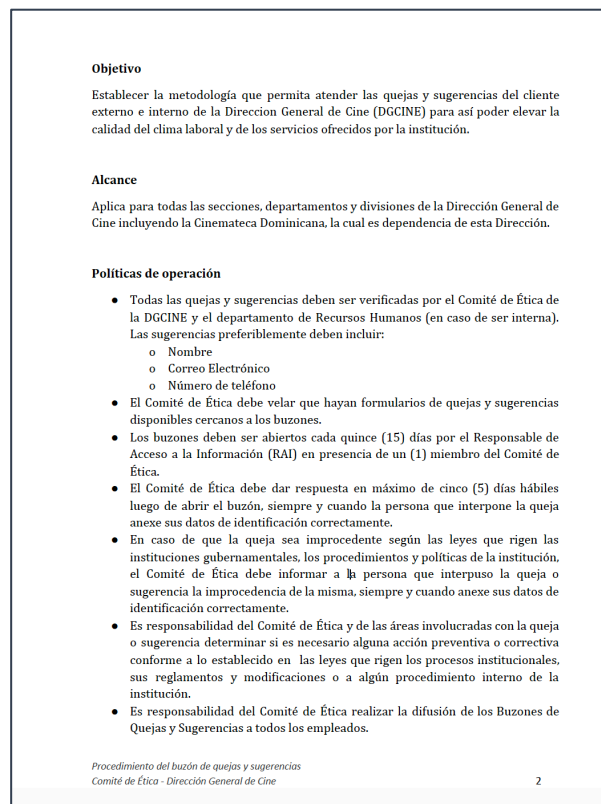 Objetivo
Establecer la metodología que permita atender las quejas y sugerencias del cliente
externo e interno de la Direccion General de Cine (DGCINE) para así poder elevar la
calidad del clima laboral y de los servicios ofrecidos por la institución.
Alcance
Aplica para todas las secciones, departamentos y divisiones de la Dirección General de
Cine incluyendo la Cinemateca Dominicana, la cual es dependencia de esta Dirección.
Políticas de operación
● Todas las quejas y sugerencias deben ser verificadas por el Comité de Ética de
la DGCINE y el departamento de Recursos Humanos (en caso de ser interna).
Las sugerencias preferiblemente deben incluir:
o Nombre
o Correo Electrónico
o Número de teléfono
● El Comité de Ética debe velar que hayan formularios de quejas y sugerencias
disponibles cercanos a los buzones.
● Los buzones deben ser abiertos cada quince (15) días por el Responsable de
Acceso a la Información (RAI) en presencia de un (1) miembro del Comité de
Ética.
● El Comité de Ética debe dar respuesta en máximo de cinco (5) días hábiles
luego de abrir el buzón, siempre y cuando la persona que interpone la queja
anexe sus datos de identificación correctamente.
● En caso de que la queja sea improcedente según las leyes que rigen las
instituciones gubernamentales, los procedimientos y políticas de la institución,
el Comité de Ética debe informar a la persona que interpuso la queja o
sugerencia la improcedencia de la misma, siempre y cuando anexe sus datos de
identificación correctamente.
● Es responsabilidad del Comité de Ética y de las áreas involucradas con la queja
o sugerencia determinar si es necesario alguna acción preventiva o correctiva
conforme a lo establecido en las leyes que rigen los procesos institucionales,
sus reglamentos y modificaciones o a algún procedimiento interno de la
institución.
● Es responsabilidad del Comité de Ética realizar la difusión de los Buzones de
Quejas y Sugerencias a todos los empleados.
Procedimiento del buzón de quejas y sugerencias
Comité de Ética - Dirección General de Cine 2